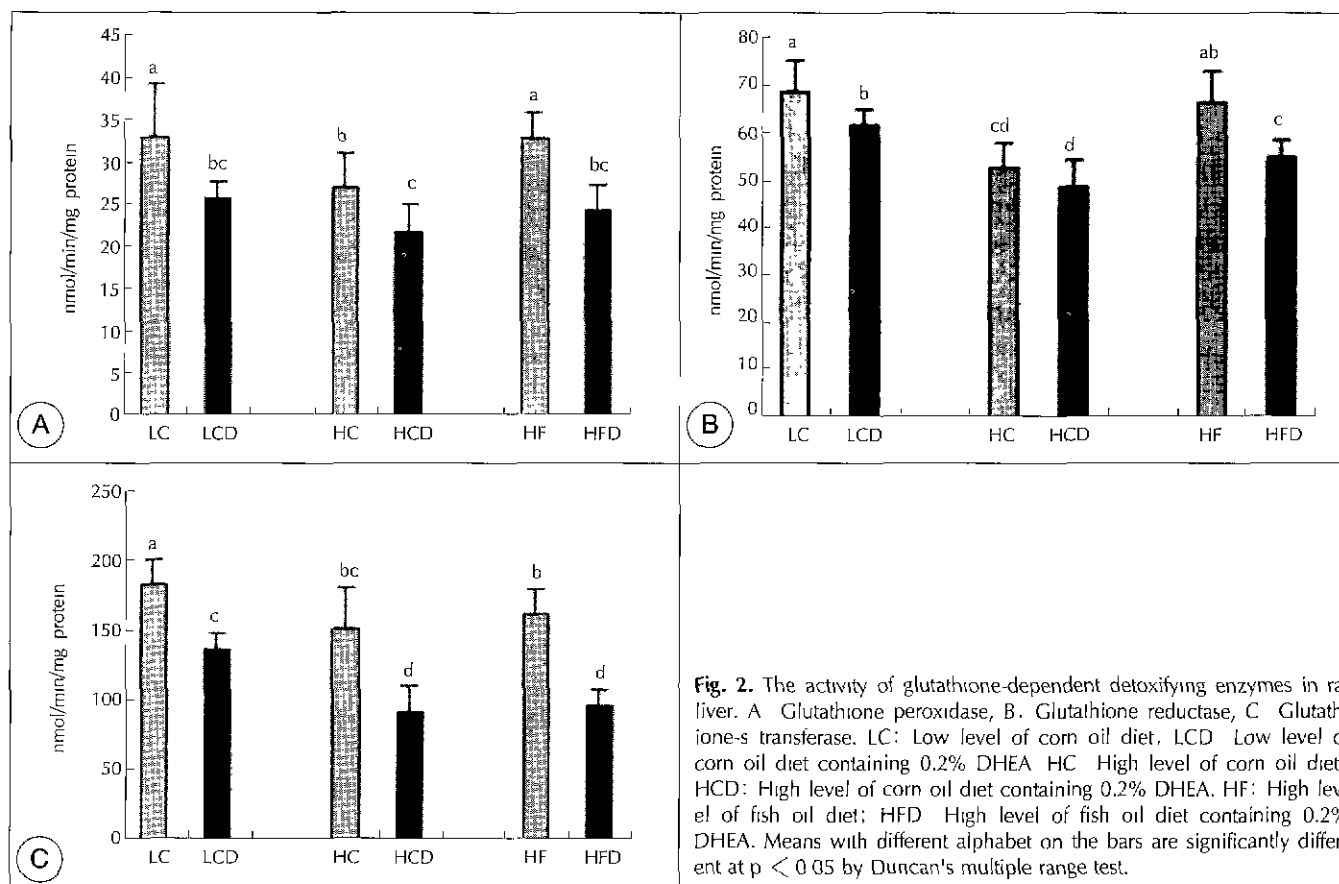 45
40
35
30
25
20
15
10
5
0
nmol/min/mg protein
a
bc
b
c
a
bc
LC LCD HC HCD HF HFD
A
80
70
60
50
40
30
20
10
0
nmol/min/mg protein
a
b
cd
d
ab
c
LC LCD HC HCD HF HFD
B
250
200
150
100
50
0
nmol/min/mg protein
a
c
bc
d
b
d
LC LCD HC HCD HF HFD
C
Fig. 2. The activity of glutathione-dependent detoxifying enzymes in ra
liver. A Glutathione peroxidase, B. Glutathione reductase, C Glutath
ione-s transferase. LC: Low level of corn oil diet, LCD Low level o
corn oil diet containing 0.2% DHEA HC High level of corn oil diet
HCD: High level of corn oil diet containing 0.2% DHEA. HF: High lev
el of fish oil diet; HFD High level of fish oil diet containing 0.2%
DHEA. Means with different alphabet on the bars are significantly differ
ent at p < 0 05 by Duncan's multiple range test.